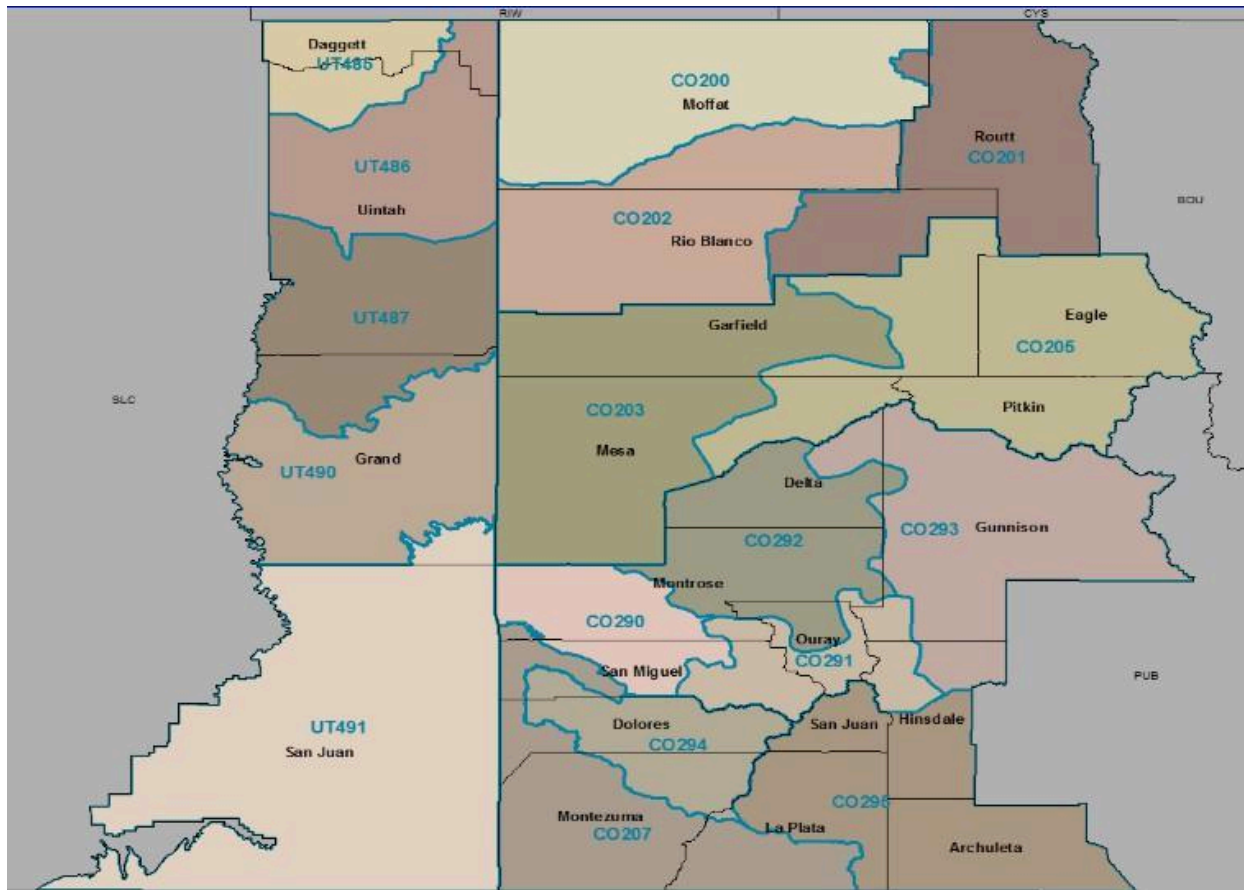 RIW
CYS
Daggett
UT485
CO200
Moffat
Routt
CO201
UT486
Uintah
BOU
CO202
Rio Blanco
UT487
Garfield
Eagle
CO205
SLC
CO203
Pitkin
Mesa
Grand
UT490
Delta
CO293
Gunnison
CO292
Montrose
CO290
Ouray
CO291
San Miguel
PUB
San Juan
Hinsdale
UT491
San Juan
Dolores
CO294
CO295
Montezuma
CO207
La Plata
Archuleta